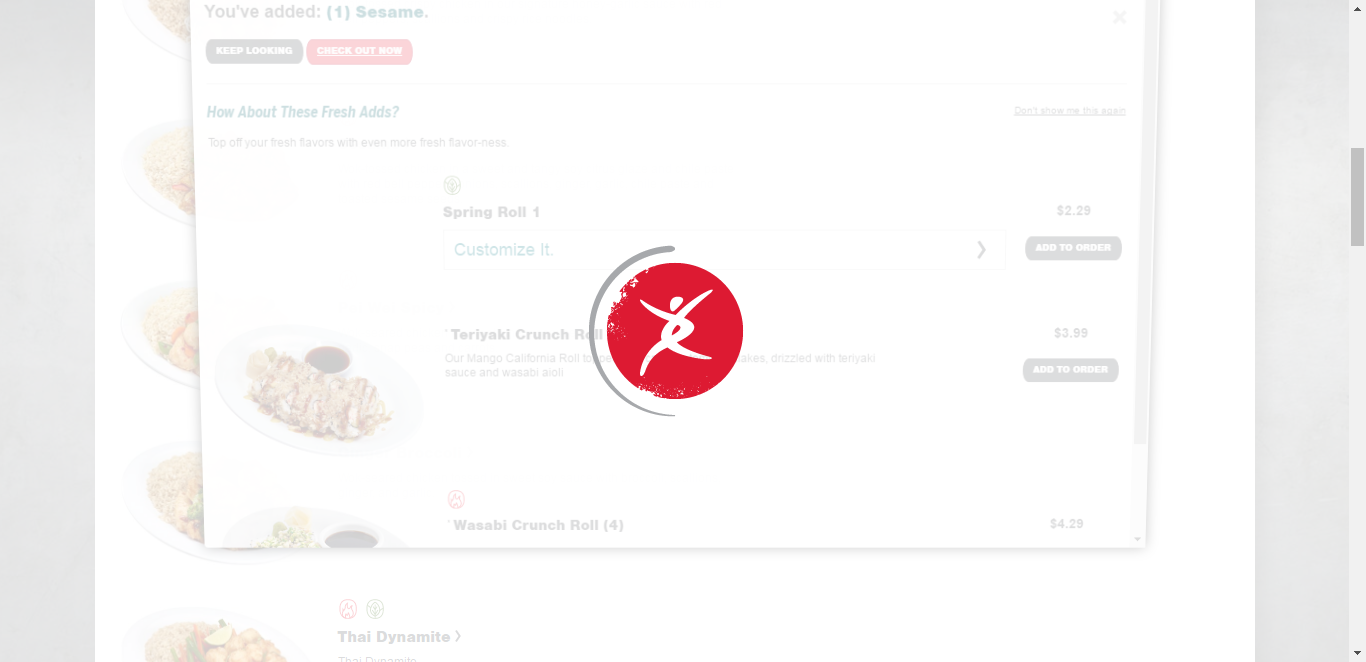 You've added: (1) Sesame.
KEEP LOOKING
CHECK OUT NOW
How About These Fresh Adds?
Don't show me this again
Top off your fresh flavors with even more fresh flavor-ness.
Spring Roll 1
$2.29
Customize It.
ADD TO ORDER
*Teriyaki Crunch Roll
$3.99
Our Mango California Roll drizzled with teriyaki
sauce and wasabi aioli
ADD TO ORDER
*Wasabi Crunch Roll (4)
$4.29
Thai Dynamite
Thai Dynamite